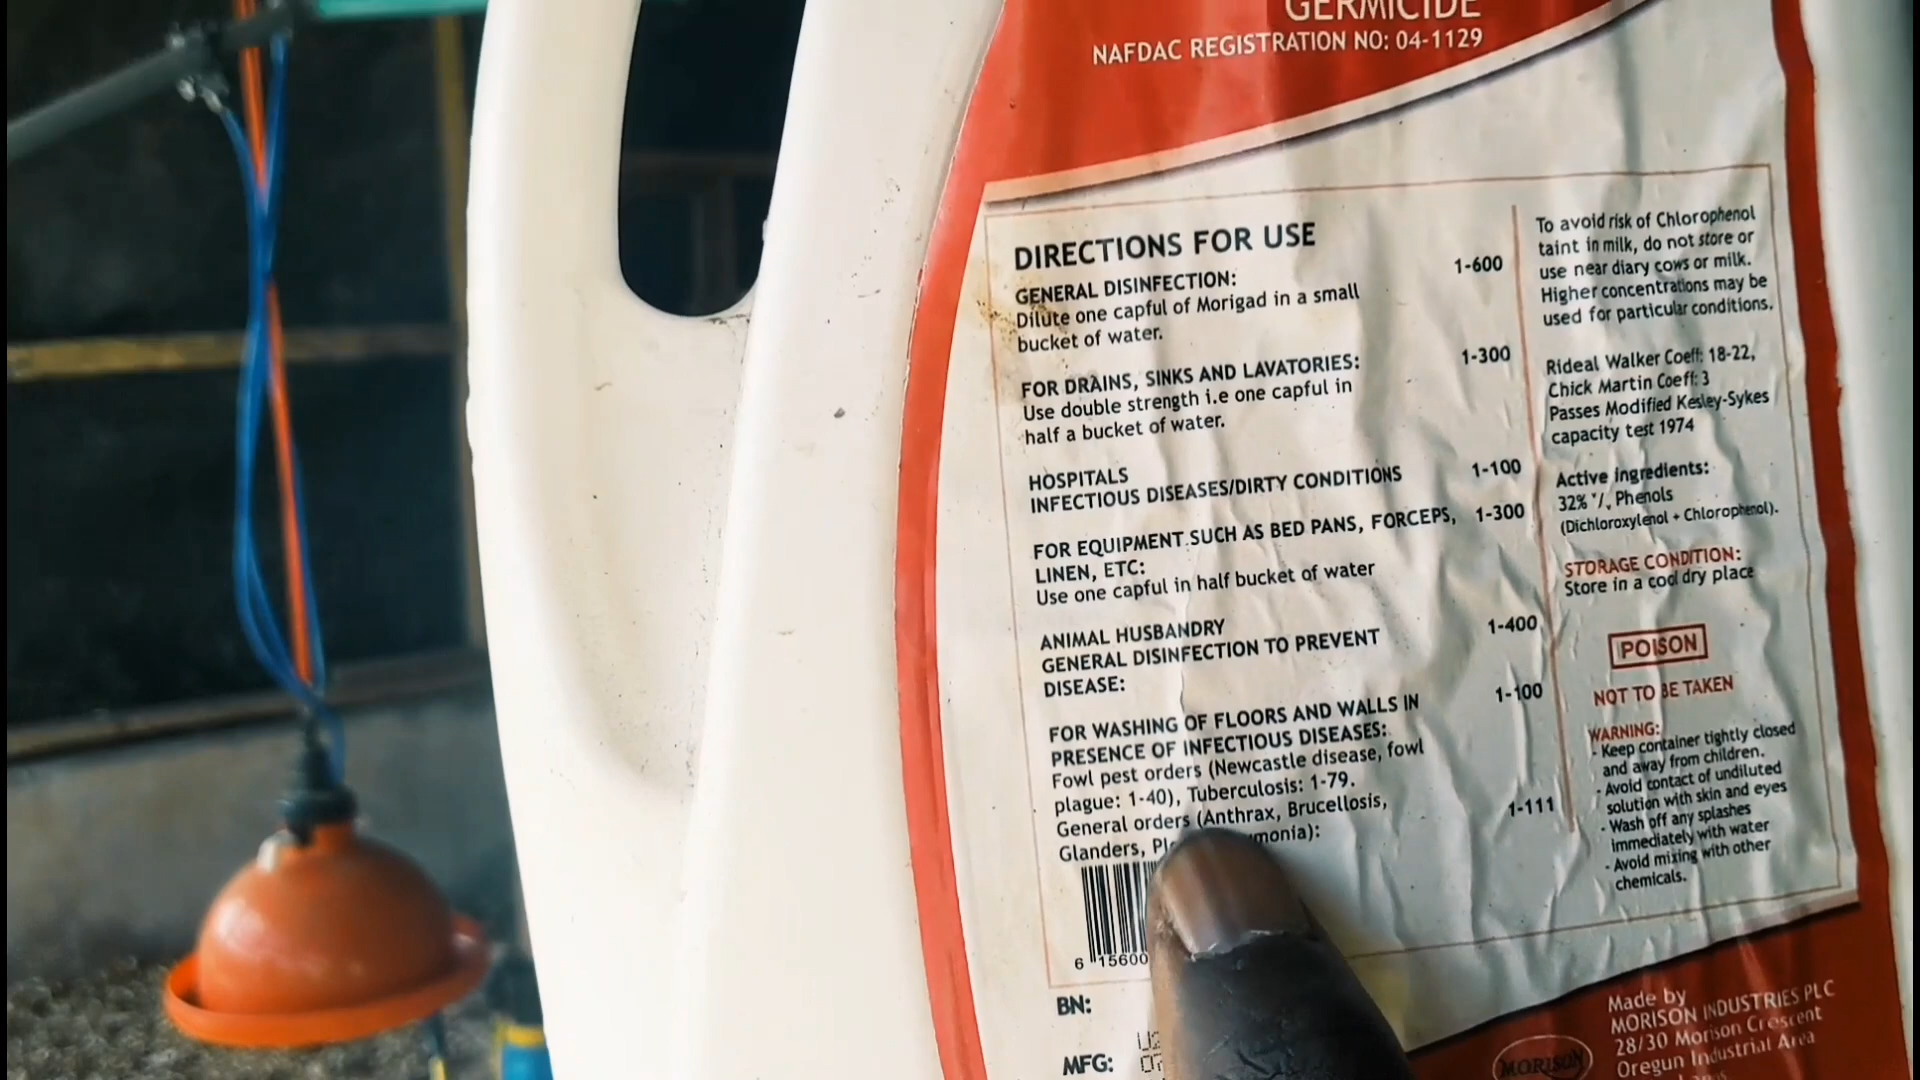 GERMICIDE
NAFDAC REGISTRATION NO: 04-1129
DIRECTIONS FOR USE
GENERAL DISINFECTION: 1-600
Dilute one capful of Morigad in a small
bucket of water.
FOR DRAINS, SINKS AND LAVATORIES: 1-300
Use double strength i.e one capful in
half a bucket of water.
HOSPITALS
INFECTIOUS DISEASES/DIRTY CONDITIONS 1-100
FOR EQUIPMENT SUCH AS BED PANS, FORCEPS, 1-300
LINEN, ETC:
Use one capful in half bucket of water
ANIMAL HUSBANDRY
GENERAL DISINFECTION TO PREVENT 1-400
DISEASE:
FOR WASHING OF FLOORS AND WALLS IN 1-100
PRESENCE OF INFECTIOUS DISEASES:
Fowl pest orders (Newcastle disease, fowl
plague: 1-40), Tuberculosis: 1-79.
General orders (Anthrax, Brucellosis, 1-111
Glanders,
6 15600
BN:
MFG:
To avoid risk of Chlorophenol
taint in milk, do not store or
use near diary cows or milk.
Higher concentrations may be
used for particular conditions.
Rideal Walker Coeff: 18-22,
Chick Martin Coeff: 3
Passes Modified Kesley-Sykes
capacity test 1974
Active ingredients:
32% Phenols
(Dichloroxylenol + Chlorophenol).
STORAGE CONDITION:
Store in a cool dry place
POISON
NOT TO BE TAKEN
WARNING:
- Keep container tightly closed
and away from children.
- Avoid contact of undiluted
solution with skin and eyes
- Wash off any splashes
immediately with water
- Avoid mixing with other
chemicals.
MORISON
Made by
MORISON INDUSTRIES PLC
28/30 Morison Crescent
Oregun Industrial Area